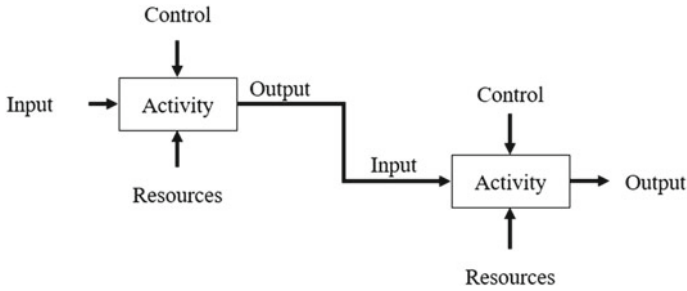 Control
Input
Activity
Output
Resources
Control
Input
Activity
Output
Resources